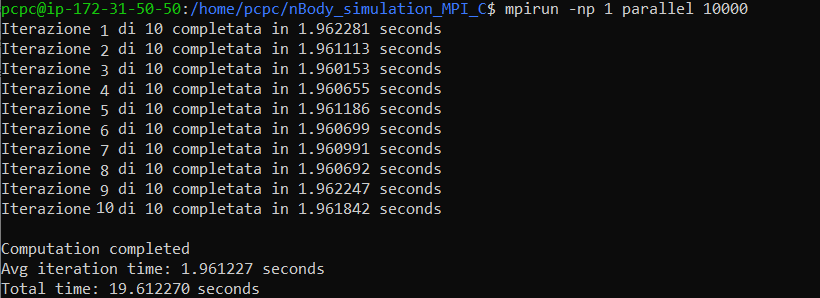 pcpc@ip-172-31-50-50:/home/pcpc/nBody_simulation_MPI_C$ mpirun -np 1 parallel 10000
Iterazione 1 di 10 completata in 1.962281 seconds
Iterazione 2 di 10 completata in 1.961113 seconds
Iterazione 3 di 10 completata in 1.960153 seconds
Iterazione 4 di 10 completata in 1.960655 seconds
Iterazione 5 di 10 completata in 1.961186 seconds
Iterazione 6 di 10 completata in 1.960699 seconds
Iterazione 7 di 10 completata in 1.960991 seconds
Iterazione 8 di 10 completata in 1.960692 seconds
Iterazione 9 di 10 completata in 1.962247 seconds
Iterazione 10 di 10 completata in 1.961842 seconds
Computation completed
Avg iteration time: 1.961227 seconds
Total time: 19.612270 seconds